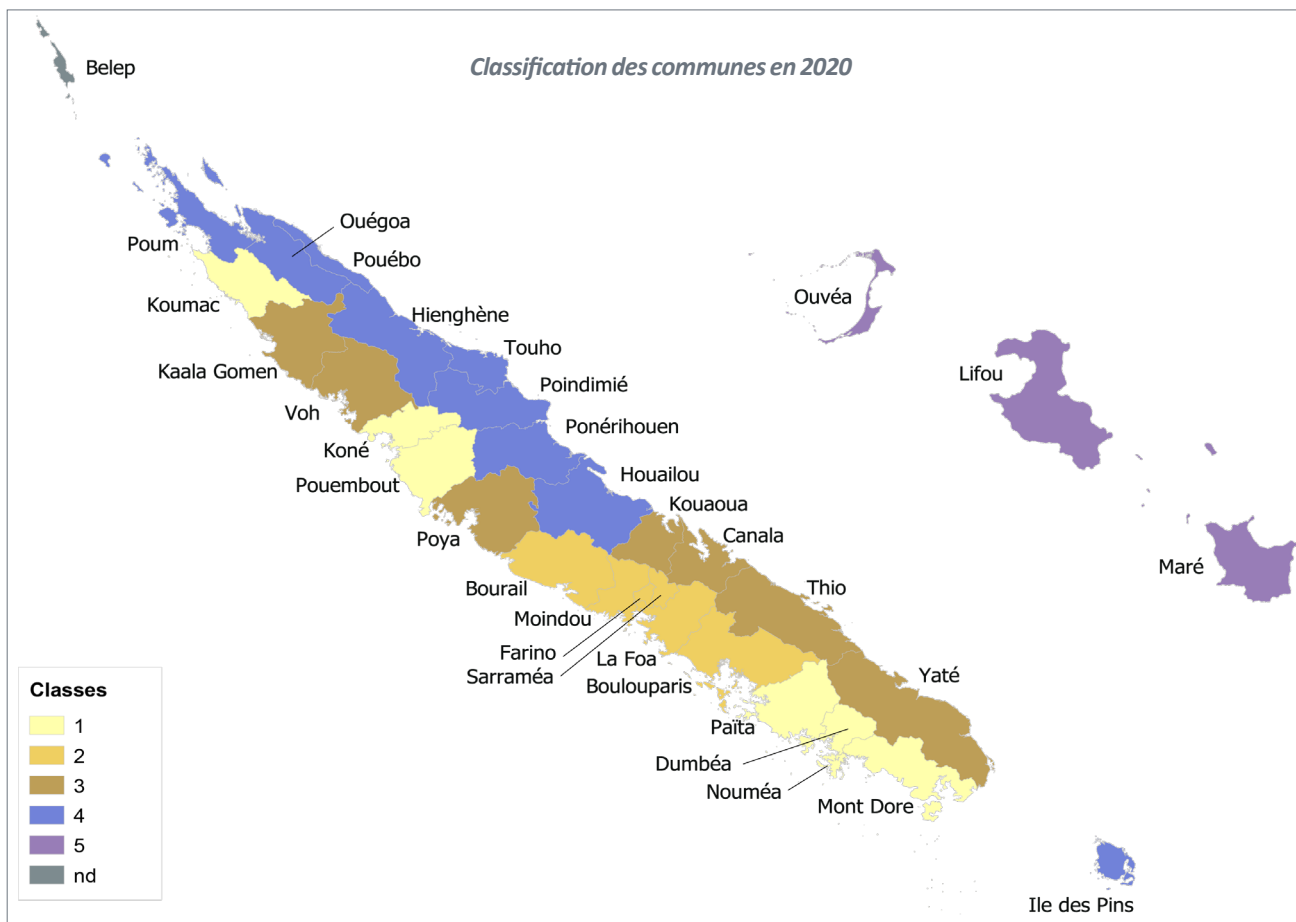 Classification des communes en 2020
Belep
Ouégoa
Poum
Pouébo
Koumac
Ouvéa
Hienghène
Touho
Lifou
Kaala Gomen
Poindimié
Voh
Ponérihouen
Koné
Houailou
Pouembout
Kouaoua
Poya
Canala
Maré
Bourail
Thio
Moindou
Farino
La Foa
Sarraméa
Yaté
Boulouparis
Païta
Dumbéa
Nouméa
Mont Dore
Ile des Pins
Classes
1
2
3
4
5
nd